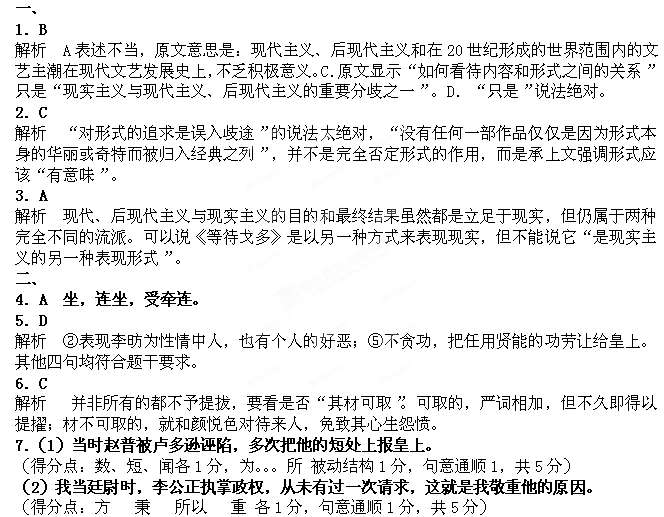 一、
1．B
解析　A表述不当，原文意思是：现代主义、后现代主义和在20世纪形成的世界范围内的文
艺主潮在现代文艺发展史上,不乏积极意义。C.原文显示“如何看待内容和形式之间的关系”
只是“现实主义与现代主义、后现代主义的重要分歧之一”。D．“只是”说法绝对。
2．C
解析　“对形式的追求是误入歧途”的说法太绝对，“没有任何一部作品仅仅是因为形式本
身的华丽或奇特而被归入经典之列”，并不是完全否定形式的作用，而是承上文强调形式应
该“有意味”。
3．A
解析　现代、后现代主义与现实主义的目的和最终结果虽然都是立足于现实，但仍属于两种
完全不同的流派。可以说《等待戈多》是以另一种方式来表现现实，但不能说它“是现实主
义的另一种表现形式”。
二、
4．A　坐，连坐，受牵连。
5．D
解析　②表现李昉为性情中人，也有个人的好恶；⑤不贪功，把任用贤能的功劳让给皇上。
其他四句均符合题干要求。
6．C
解析　并非所有的都不予提拔，要看是否“其材可取”。可取的，严词相加，但不久即得以
提擢；材不可取的，就和颜悦色对待来人，免致其心生怨愤。
7．（1）当时赵普被卢多逊诬陷，多次把他的短处上报皇上。
（得分点：数、短、闻各1分，为。。。所 被动结构1分，句意通顺1，共5分）
（2）我当廷尉时，李公正执掌政权，从未有过一次请求，这就是我敬重他的原因。
（得分点：方　秉　所以　重 各1分，句意通顺1分，共5分）